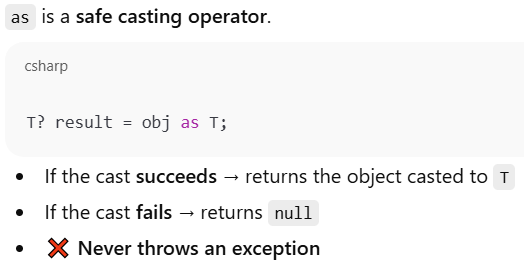 as is a safe casting operator.
csharp
T? result = obj as T;
• If the cast succeeds → returns the object casted to T
• If the cast fails → returns null
• ❌ Never throws an exception